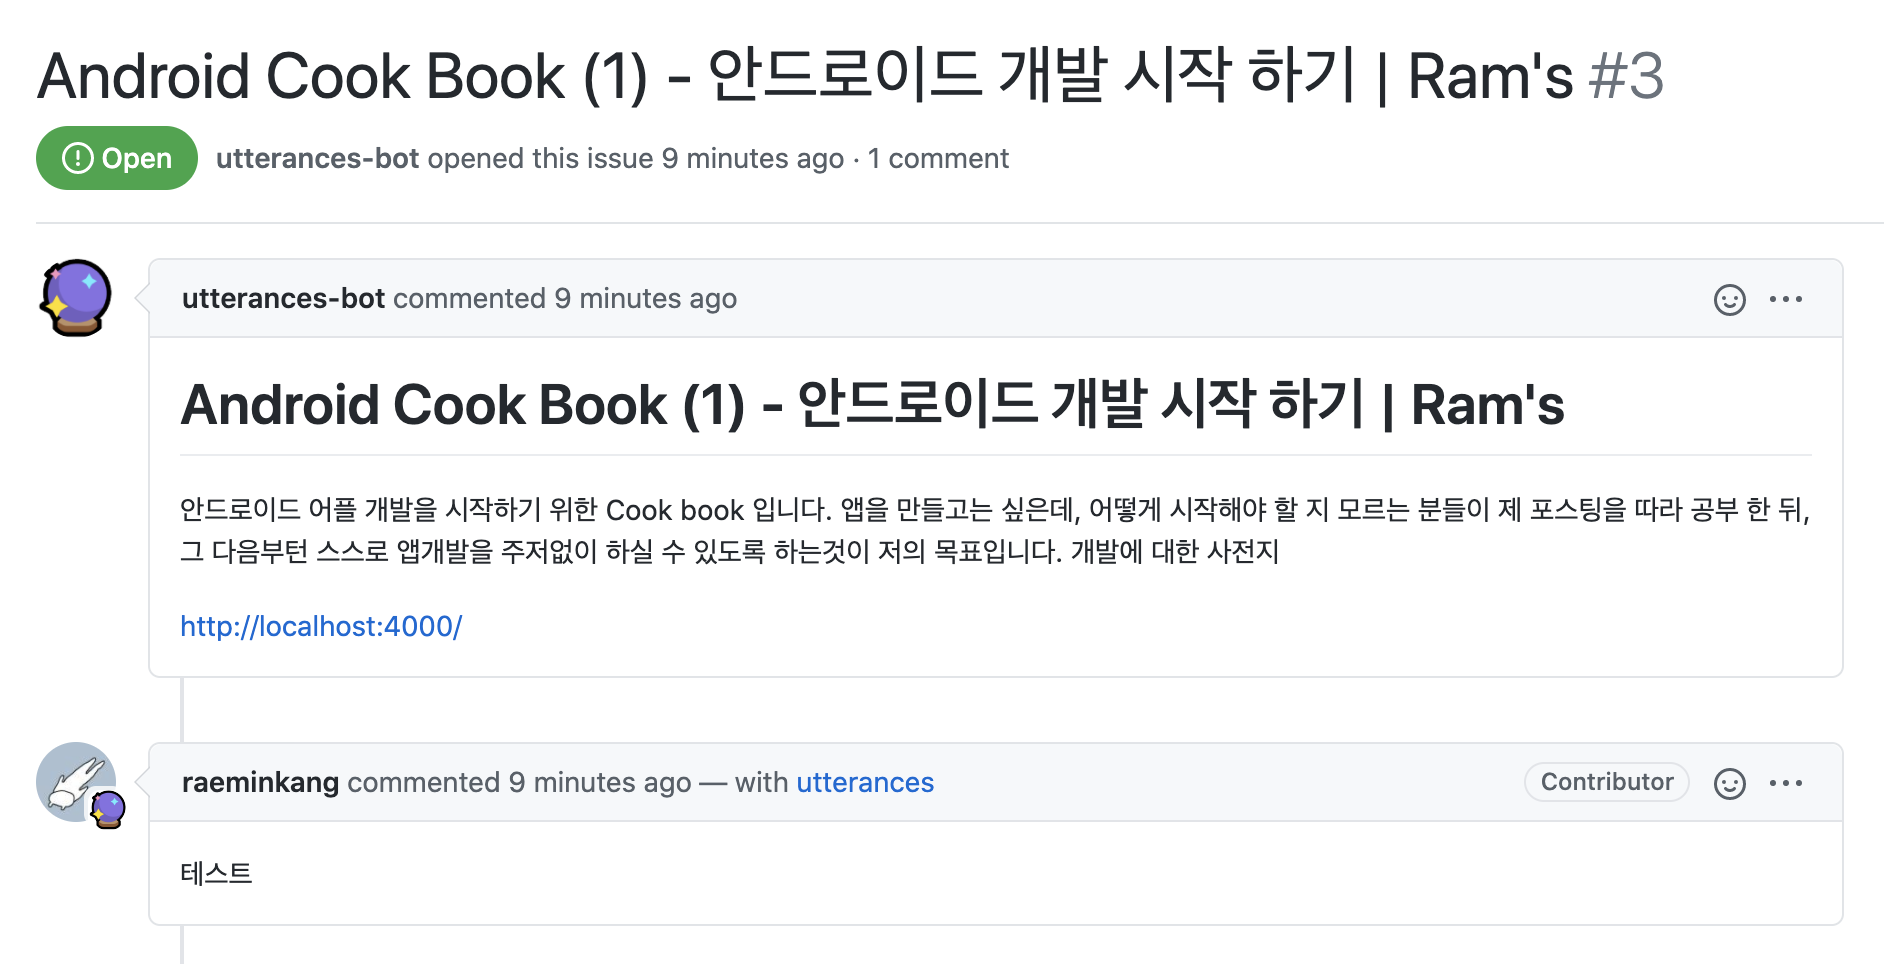 Android Cook Book (1) - 안드로이드 개발 시작 하기 | Ram's #3
Open
utterances-bot opened this issue 9 minutes ago · 1 comment
utterances-bot commented 9 minutes ago
Android Cook Book (1) - 안드로이드 개발 시작 하기 | Ram's
안드로이드 어플 개발을 시작하기 위한 Cook book 입니다. 앱을 만들고는 싶은데, 어떻게 시작해야 할 지 모르는 분들이 제 포스팅을 따라 공부 한 뒤,
그 다음부턴 스스로 앱개발을 주저없이 하실 수 있도록 하는것이 저의 목표입니다. 개발에 대한 사전지
http://localhost:4000/
raeminkang commented 9 minutes ago — with utterances
Contributor
테스트